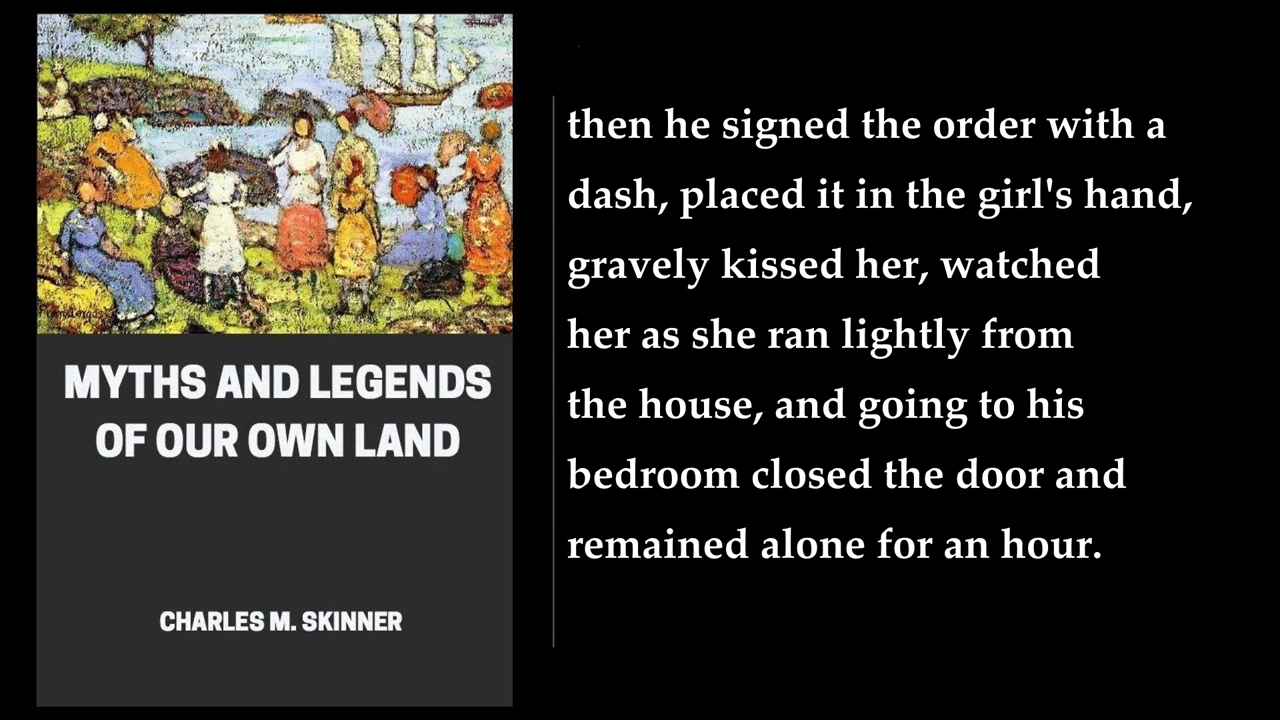 MYTHS AND LEGENDS
OF OUR OWN LAND
CHARLES M. SKINNER
then he signed the order with a
dash, placed it in the girl's hand,
gravely kissed her, watched
her as she ran lightly from
the house, and going to his
bedroom closed the door and
remained alone for an hour.